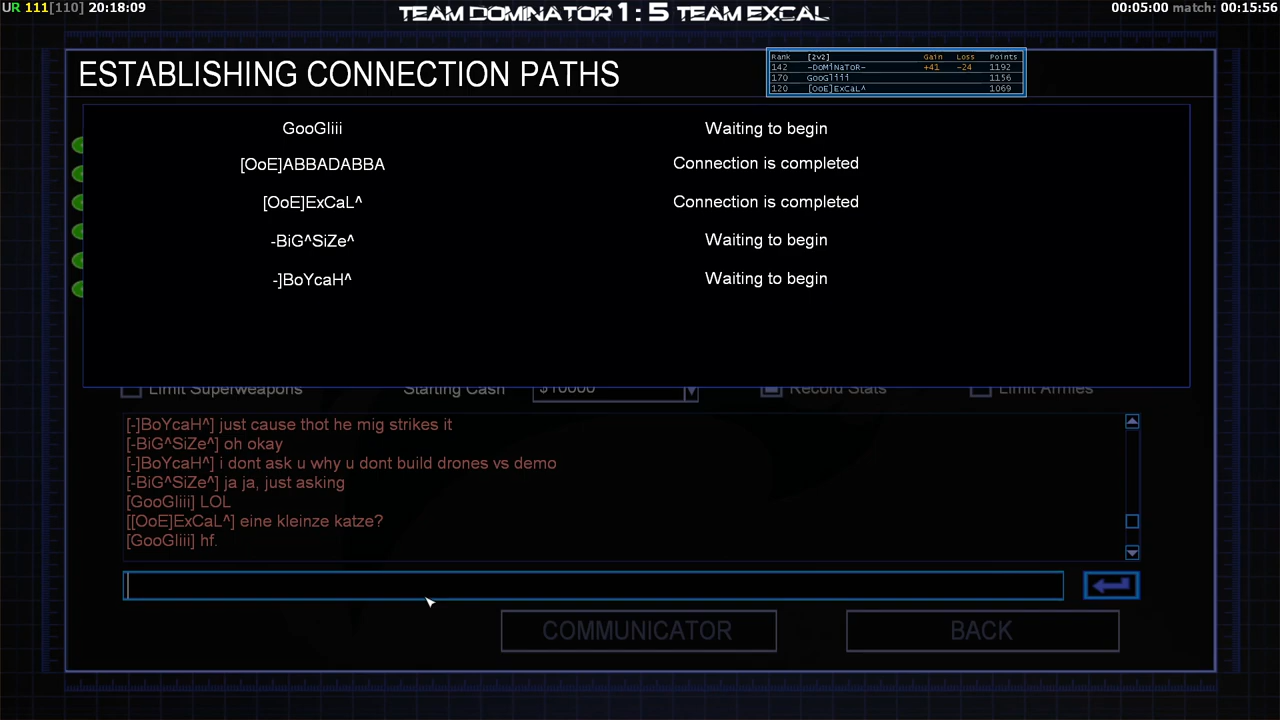 UR 111[110] 20:18:09
TEAM DOMINATOR 1 : 5 TEAM EXCAL
00:05:00 match: 00:15:56
ESTABLISHING CONNECTION PATHS
Rank [2v2] Gain Loss Points
142 -DoMiNaToR- +41 -24 1192
170 GooGliii 1156
120 [OoE]ExCaL^ 1069
GooGliii Waiting to begin
[OoE]ABBADABBA Connection is completed
[OoE]ExCaL^ Connection is completed
-BiG^SiZe^ Waiting to begin
-]BoYcaH^ Waiting to begin
Limit Superweapons Starting Cash $10000 Record Stats Limit Armies
[-]BoYcaH^] just cause thot he mig strikes it
[-BiG^SiZe^] oh okay
[-]BoYcaH^] i dont ask u why u dont build drones vs demo
[-BiG^SiZe^] ja ja, just asking
[GooGliii] LOL
[[OoE]ExCaL^] eine kleinze katze?
[GooGliii] hf.
COMMUNICATOR BACK